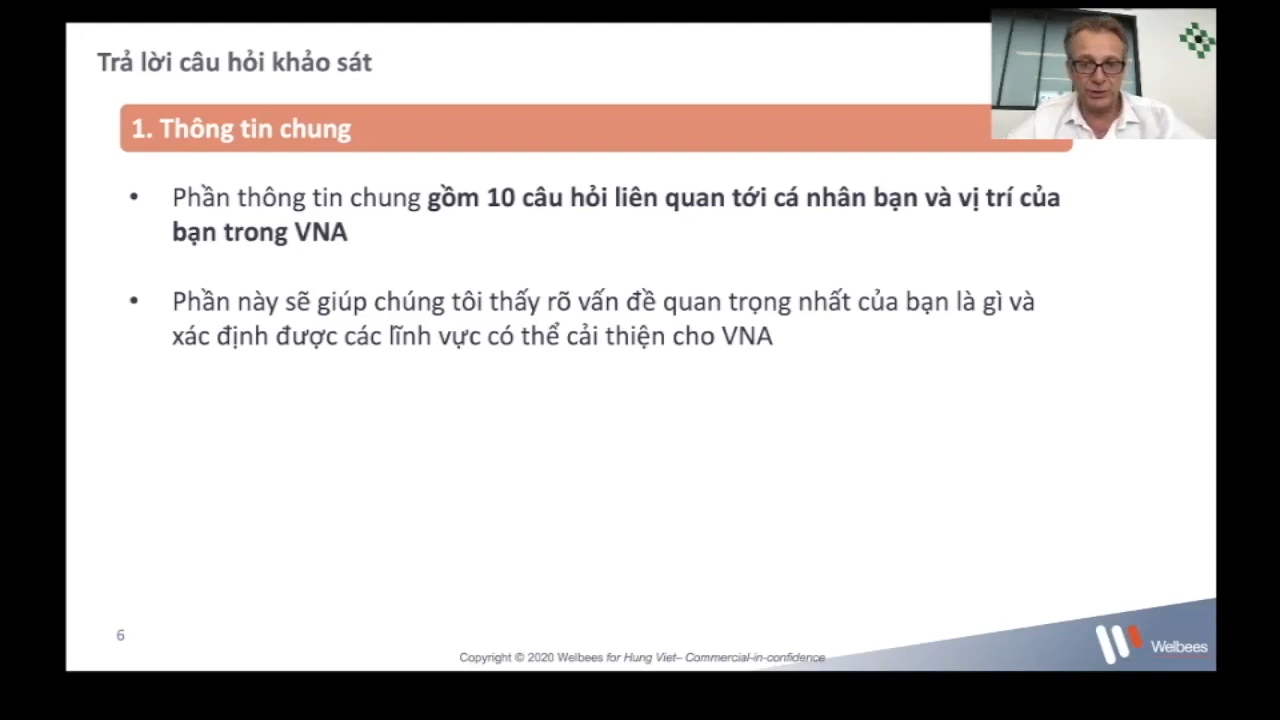 Trả lời câu hỏi khảo sát
1. Thông tin chung
• Phần thông tin chung gồm 10 câu hỏi liên quan tới cá nhân bạn và vị trí của
bạn trong VNA
• Phần này sẽ giúp chúng tôi thấy rõ vấn đề quan trọng nhất của bạn là gì và
xác định được các lĩnh vực có thể cải thiện cho VNA
6
Copyright © 2020 Welbees for Hung Viet– Commercial-in-confidence
Welbees